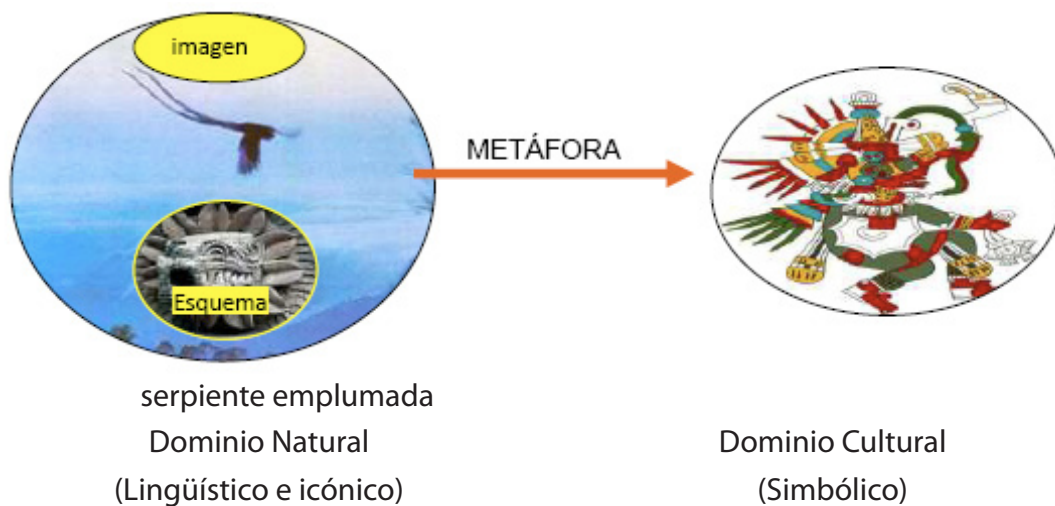 imagen
METÁFORA
Esquema
serpiente emplumada
Dominio Natural
(Lingüístico e icónico)
Dominio Cultural
(Simbólico)